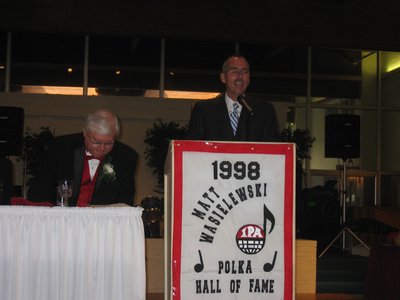 1998
MATT
WASIELEWSKI
IPA
POLKA
HALL OF FAME